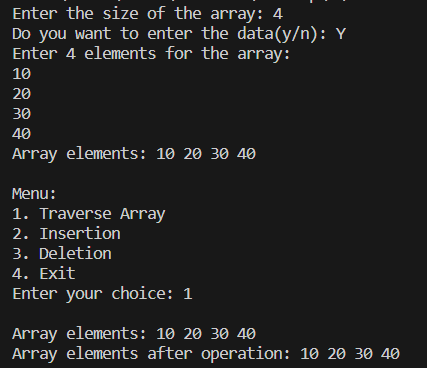 Enter the size of the array: 4
Do you want to enter the data(y/n): Y
Enter 4 elements for the array:
10
20
30
40
Array elements: 10 20 30 40
Menu:
1. Traverse Array
2. Insertion
3. Deletion
4. Exit
Enter your choice: 1
Array elements: 10 20 30 40
Array elements after operation: 10 20 30 40